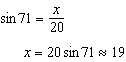 sin 71 = x/20
x = 20 sin 71 ≈ 19